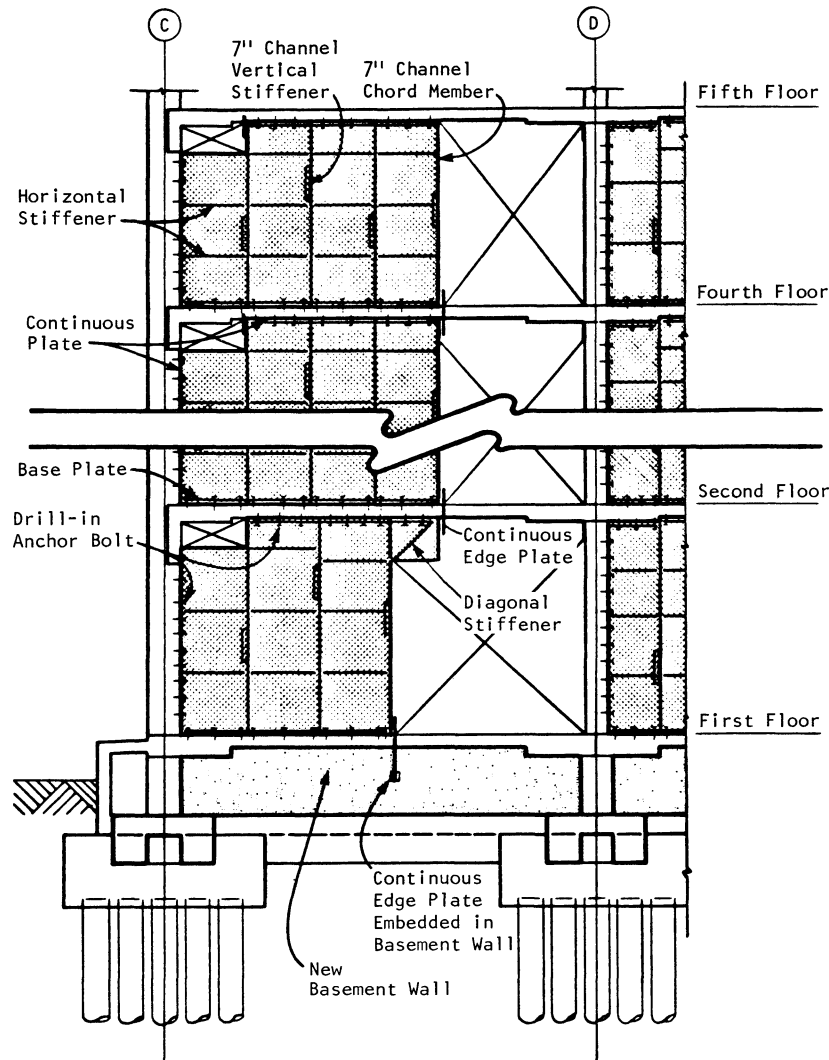 C
D
7" Channel
Vertical
Stiffener
7" Channel
Chord Member
Fifth Floor
Horizontal
Stiffener
Fourth Floor
Continuous
Plate
Base Plate
Second Floor
Drill-in
Anchor Bolt
Continuous
Edge Plate
Diagonal
Stiffener
First Floor
Continuous
Edge Plate
Embedded in
Basement Wall
New
Basement Wall